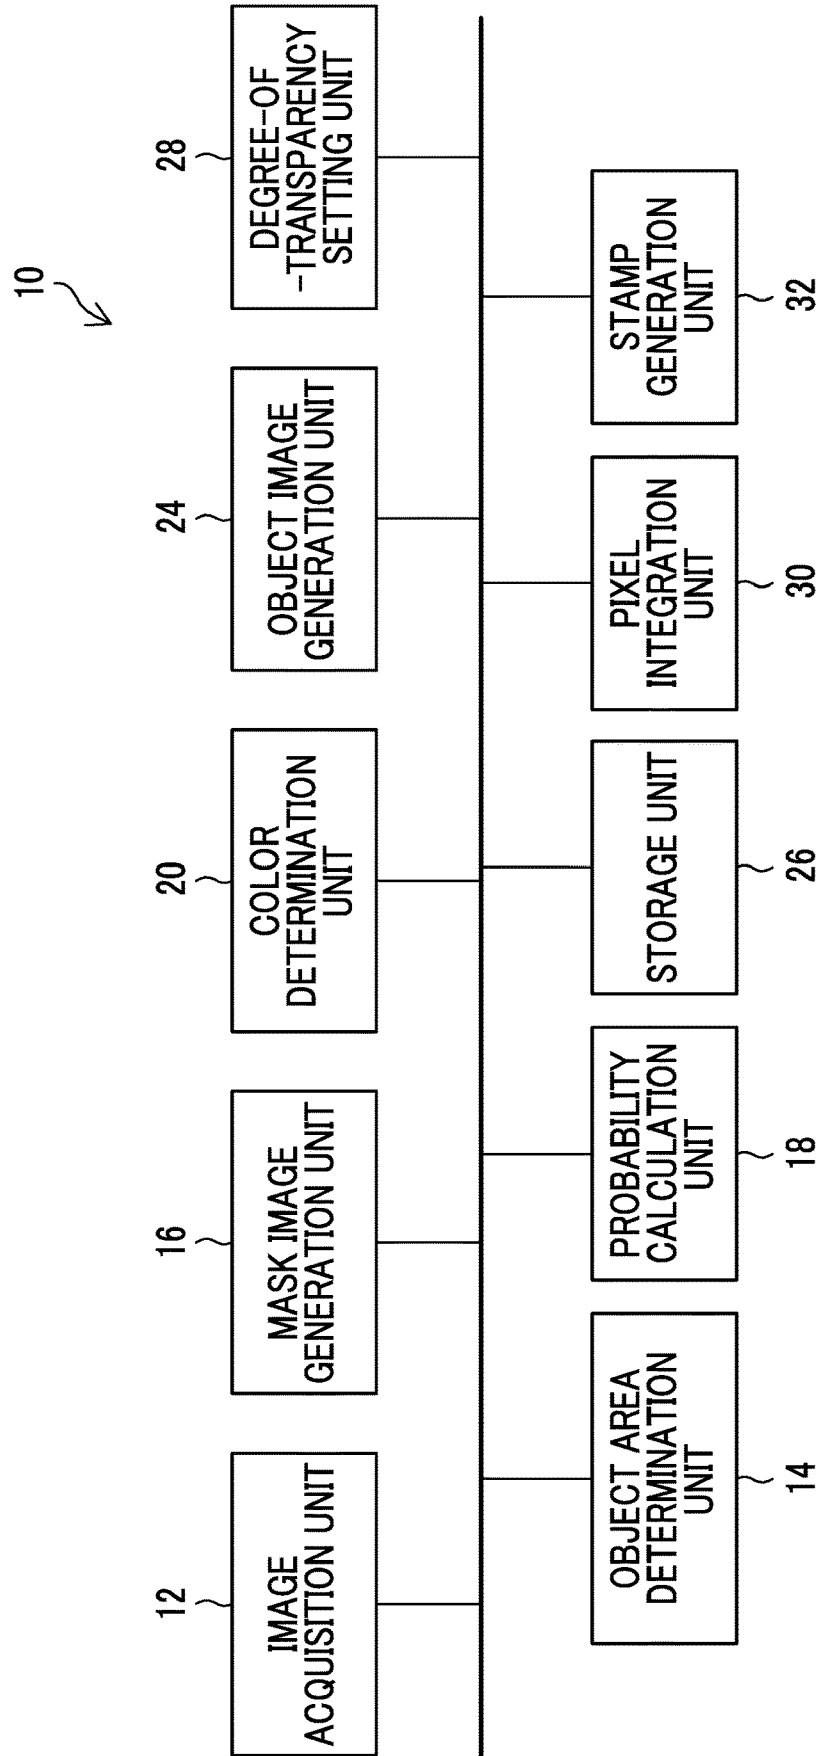 10
12
IMAGE
ACQUISITION UNIT
16
MASK IMAGE
GENERATION UNIT
20
COLOR
DETERMINATION
UNIT
24
OBJECT IMAGE
GENERATION UNIT
28
DEGREE-OF
-TRANSPARENCY
SETTING UNIT
OBJECT AREA
DETERMINATION
UNIT
14
PROBABILITY
CALCULATION
UNIT
18
STORAGE UNIT
26
PIXEL
INTEGRATION
UNIT
30
STAMP
GENERATION
UNIT
32